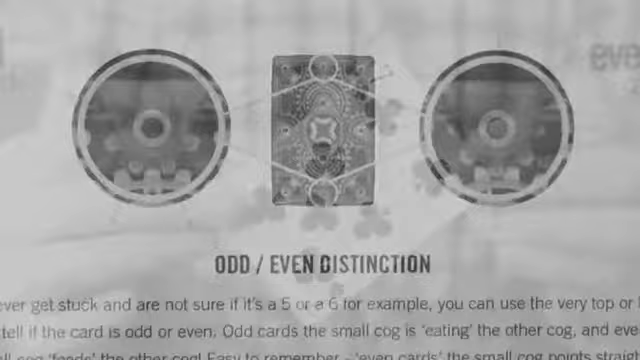 eve
ODD / EVEN DISTINCTION
ever get stuck and are not sure if it's a 5 or a 6 for example, you can use the very top or
tell if the card is odd or even. Odd cards the small cog is 'eating' the other cog, and eve
cog 'feeds' the other cog! Easy to remember - 'even cards' the small cog points straigh